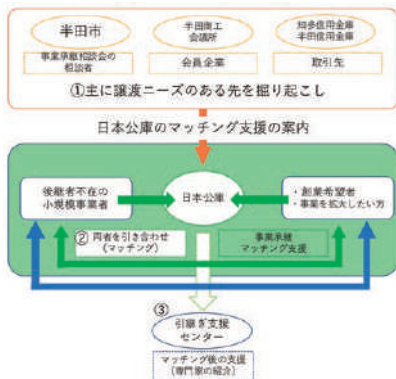 半田市
半田商工
会議所
知多信用金庫
半田信用金庫
事業承継相談会の
相談者
会員企業
取引先
①主に譲渡ニーズのある先を掘り起こし
日本公庫のマッチング支援の案内
後継者不在の
小規模事業者
日本公庫
・創業希望者
・事業を拡大したい方
② 両者を引き合わせ
(マッチング)
事業承継
マッチング支援
③
引継ぎ支援
センター
マッチング後の支援
(専門家の紹介)